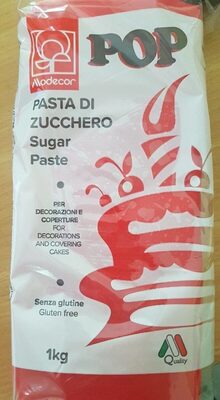 Modecor
POP
PASTA DI
ZUCCHERO
Sugar
Paste
PER
DECORAZIONI E
COPERTURE
FOR
DECORATIONS
AND COVERING
CAKES
Senza glutine
Gluten free
1kg
Quality